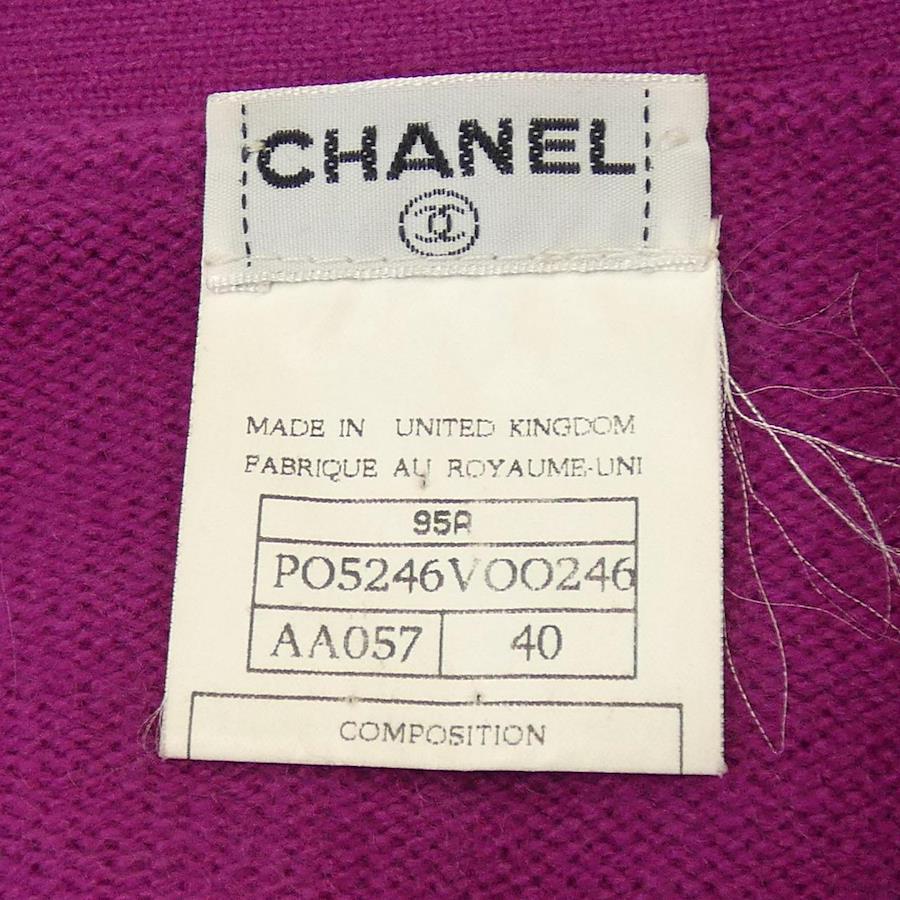 CHANEL
MADE IN UNITED KINGDOM
FABRIQUE AU ROYAUME-UNI
95A
PO5246VOO246
AA057 40
COMPOSITION